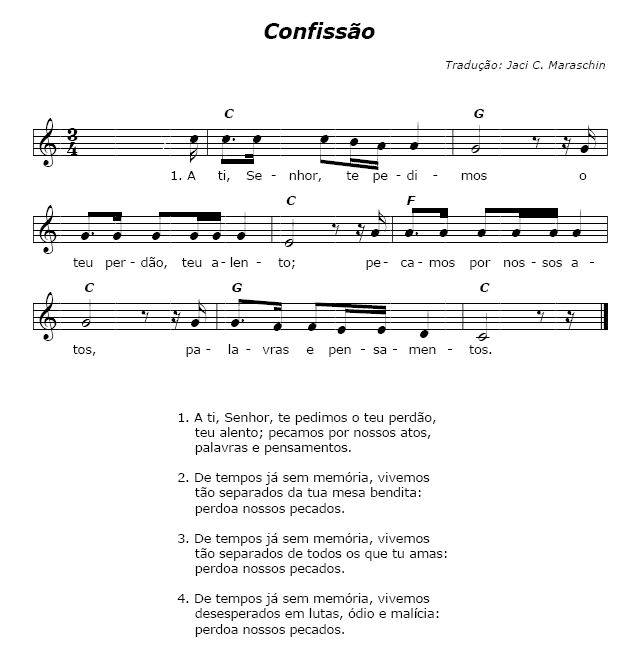 Confissão
Tradução: Jaci C. Maraschin
C G
3
4
1. A ti, Se - nhor, te pe - di - mos o
C F
teu per - dão, teu a - len - to; pe - ca - mos por nos - sos a -
C G C
tos, pa - la - vras e pen - sa - men - tos.
1. A ti, Senhor, te pedimos o teu perdão,
teu alento; pecamos por nossos atos,
palavras e pensamentos.
2. De tempos já sem memória, vivemos
tão separados da tua mesa bendita:
perdoa nossos pecados.
3. De tempos já sem memória, vivemos
tão separados de todos os que tu amas:
perdoa nossos pecados.
4. De tempos já sem memória, vivemos
desesperados em lutas, ódio e malícia:
perdoa nossos pecados.